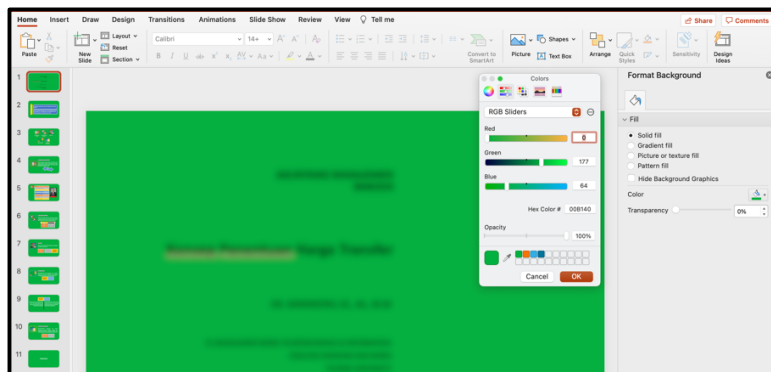 Home Insert Draw Design Transitions Animations Slide Show Review View Tell me
Share Comments
Paste
New
Slide
Layout
Reset
Section
Calibri
14+
Convert to
SmartArt
Picture
Shapes
Text Box
Arrange
Quick
Styles
Sensitivity
Design
Ideas
1
2
3
4
5
6
7
8
9
10
11
Konsep Penentuan Harga Transfer
Colors
RGB Sliders
Red
0
Green
177
Blue
64
Hex Color # 00B140
Opacity
100%
Cancel OK
Format Background
Fill
Solid fill
Gradient fill
Picture or texture fill
Pattern fill
Hide Background Graphics
Color
Transparency
0%